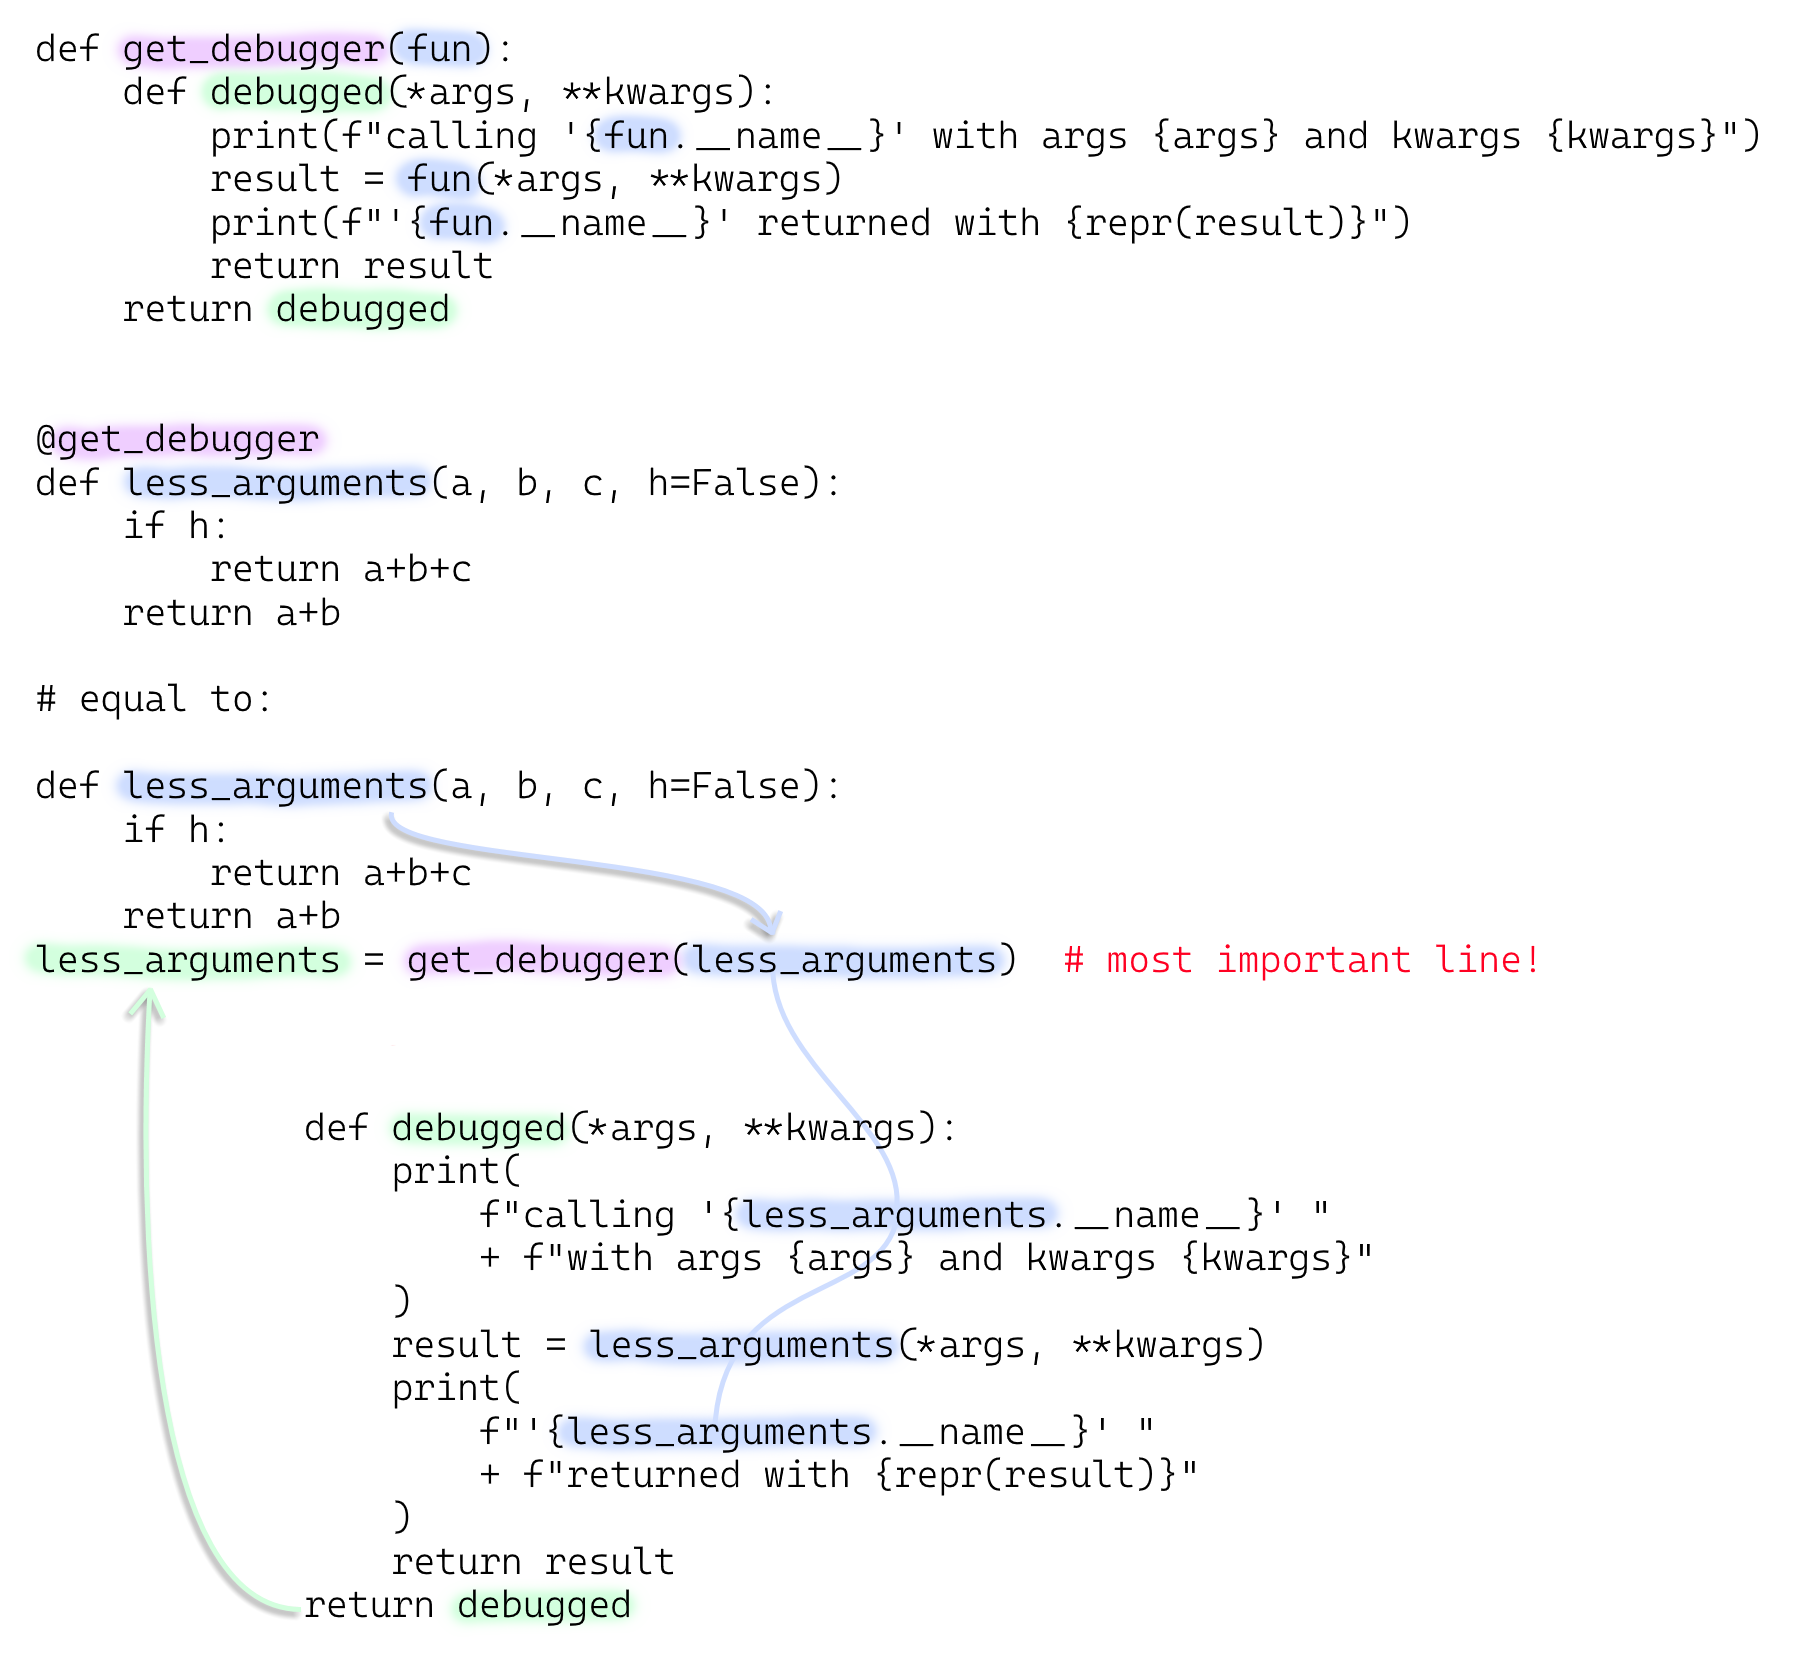 def get_debugger(fun):
    def debugged(*args, **kwargs):
        print(f"calling '{fun.__name__}' with args {args} and kwargs {kwargs}")
        result = fun(*args, **kwargs)
        print(f"'{fun.__name__}' returned with {repr(result)}")
        return result
    return debugged
@get_debugger
def less_arguments(a, b, c, h=False):
    if h:
        return a+b+c
    return a+b
# equal to:
def less_arguments(a, b, c, h=False):
    if h:
        return a+b+c
    return a+b
less_arguments = get_debugger(less_arguments)  # most important line!
def debugged(*args, **kwargs):
    print(
        f"calling '{less_arguments.__name__}' "
        + f"with args {args} and kwargs {kwargs}"
    )
    result = less_arguments(*args, **kwargs)
    print(
        f"'{less_arguments.__name__}' "
        + f"returned with {repr(result)}"
    )
    return result
return debugged